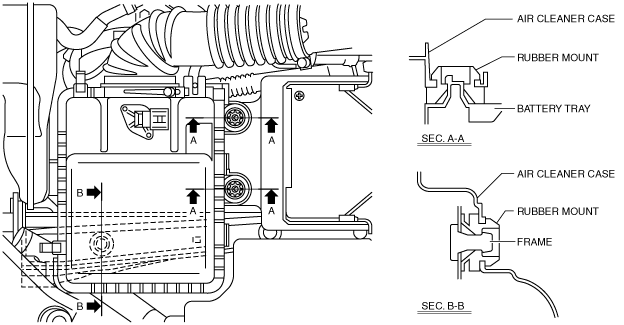 AIR CLEANER CASE
RUBBER MOUNT
BATTERY TRAY
SEC. A-A
A
A
A
A
B
B
AIR CLEANER CASE
RUBBER MOUNT
FRAME
SEC. B-B